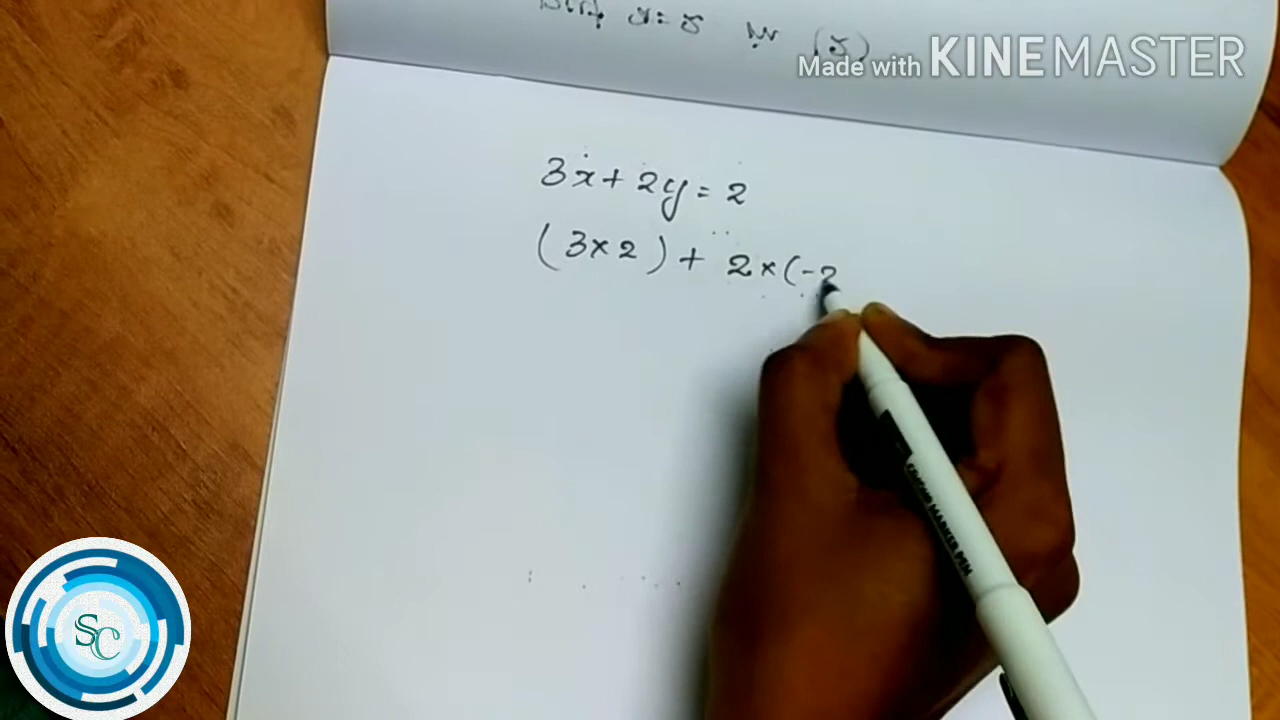 Made with KINEMASTER
3x + 2y = 2
(3×2) + 2×(-2
SC